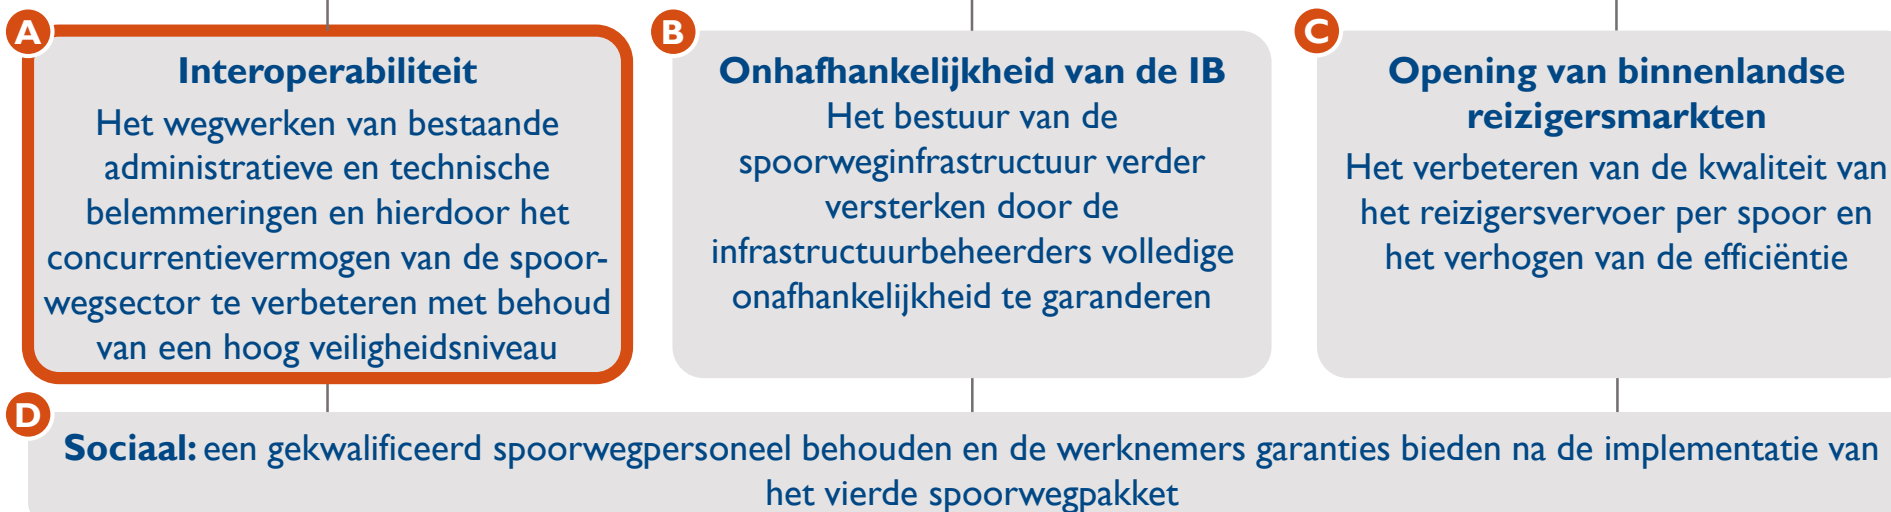 A
Interoperabiliteit
Het wegwerken van bestaande
administratieve en technische
belemmeringen en hierdoor het
concurrentievermogen van de spoor-
wegsector te verbeteren met behoud
van een hoog veiligheidsniveau
B
Onhafhankelijkheid van de IB
Het bestuur van de
spoorweginfrastructuur verder
versterken door de
infrastructuurbeheerders volledige
onafhankelijkheid te garanderen
C
Opening van binnenlandse
reizigersmarkten
Het verbeteren van de kwaliteit van
het reizigersvervoer per spoor en
het verhogen van de efficiëntie
D
Sociaal: een gekwalificeerd spoorwegpersoneel behouden en de werknemers garanties bieden na de implementatie van
het vierde spoorwegpakket